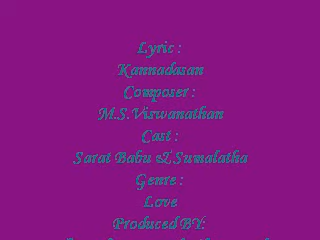 Lyric :
Kannadasan
Composer :
M.S.Viswanathan
Cast :
Sarat Babu & Sumalatha
Genre :
Love
Produced BY: